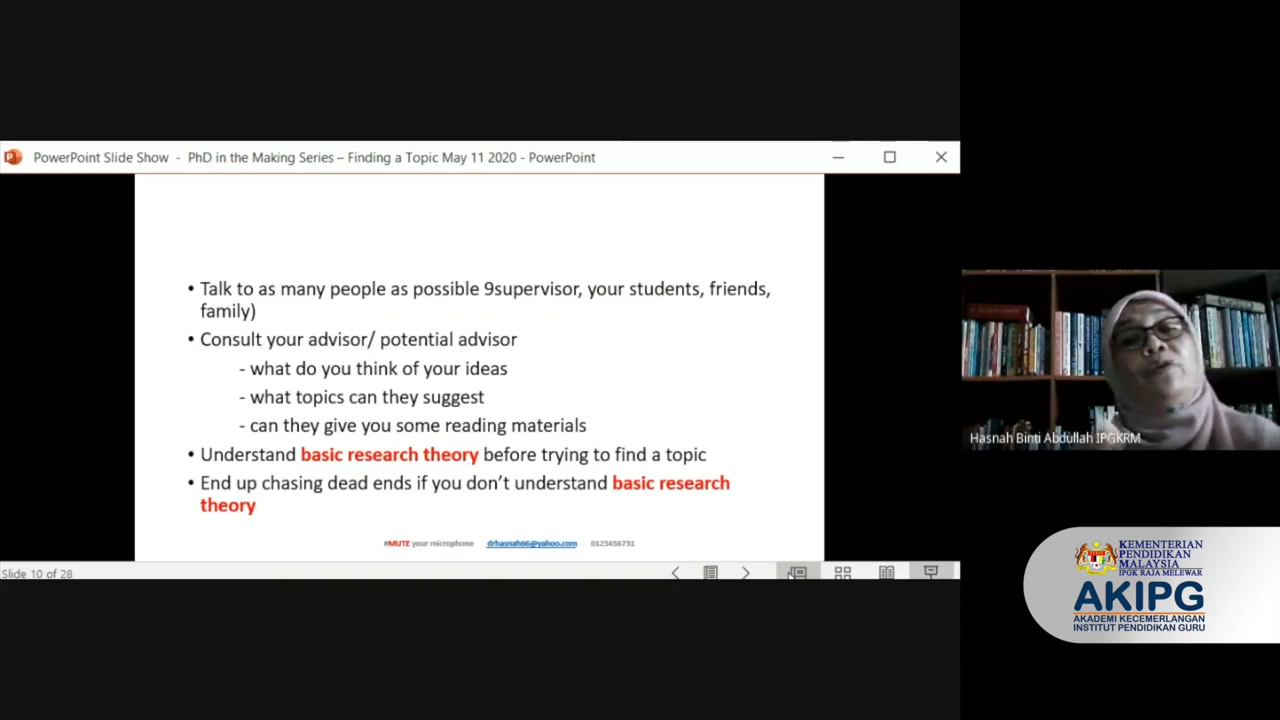 PowerPoint Slide Show - PhD in the Making Series – Finding a Topic May 11 2020 - PowerPoint
• Talk to as many people as possible 9supervisor, your students, friends,
family)
• Consult your advisor/ potential advisor
- what do you think of your ideas
- what topics can they suggest
- can they give you some reading materials
• Understand basic research theory before trying to find a topic
• End up chasing dead ends if you don’t understand basic research
theory
#MUTE your microphone drhasnah66@yahoo.com 0123456731
Slide 10 of 28
Hasnah Binti Abdullah IPGKRM
KEMENTERIAN
PENDIDIKAN
MALAYSIA
IPGK RAJA MELEWAR
AKIPG
AKADEMI KECEMERLANGAN
INSTITUT PENDIDIKAN GURU